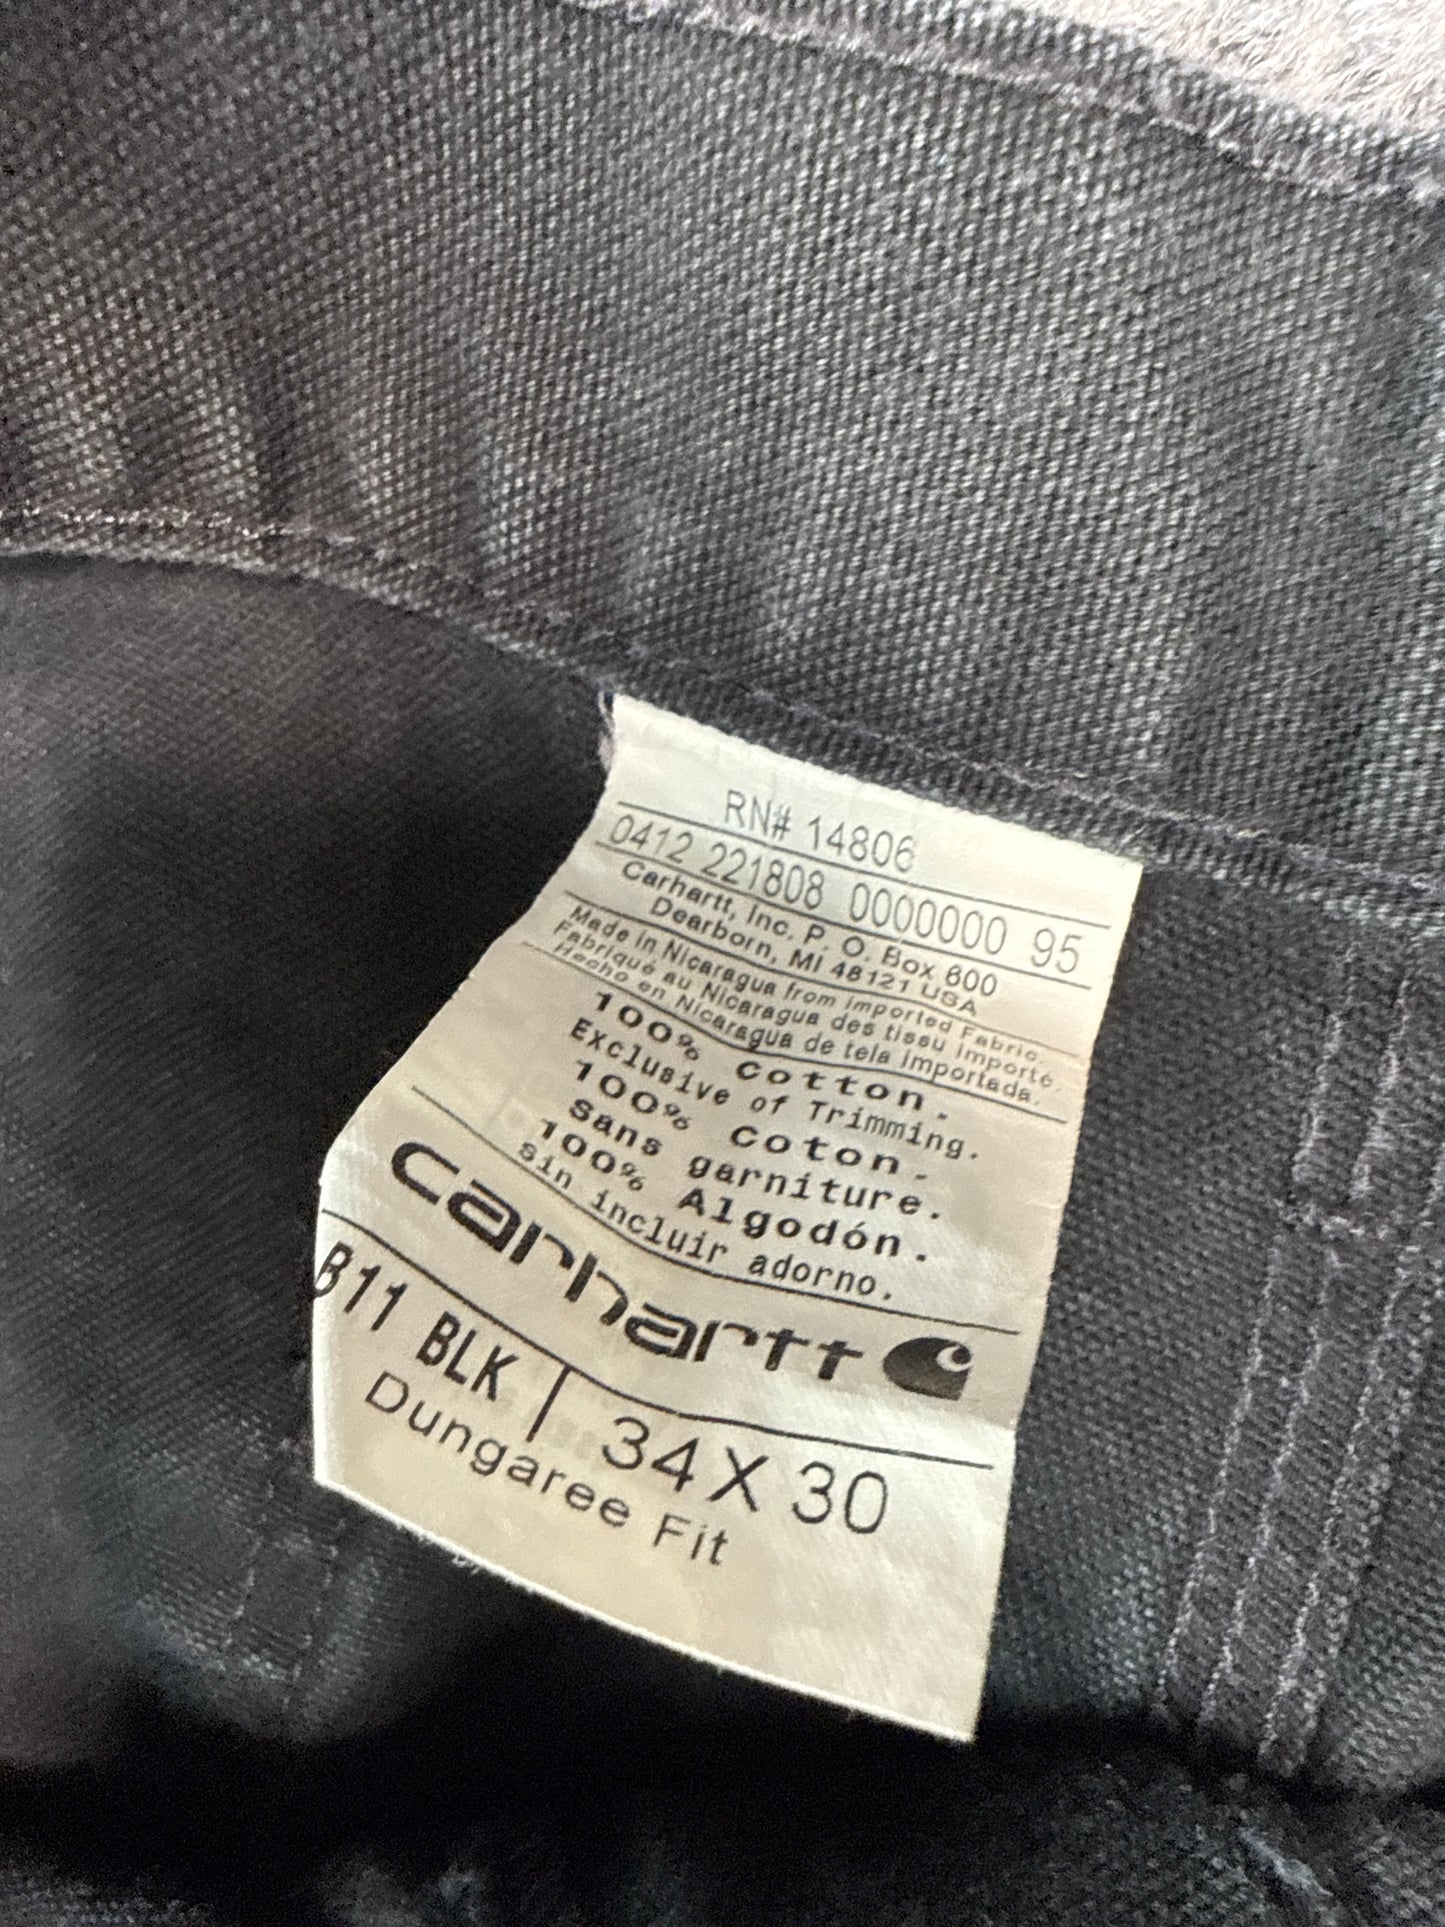 RN# 14806
0412 221808 0000000 95
Carhartt, Inc. P. O. Box 600
Dearborn, MI 48121 USA
Made in Nicaragua from Imported Fabric.
Fabriqué au Nicaragua des tissu importé.
Hecho en Nicaragua de tela importada.
100% Cotton.
Exclusive of Trimming.
100% Coton.
Sans garniture.
100% Algodón.
sin incluir adorno.
carhartt
B11 BLK | 34 X 30
Dungaree Fit